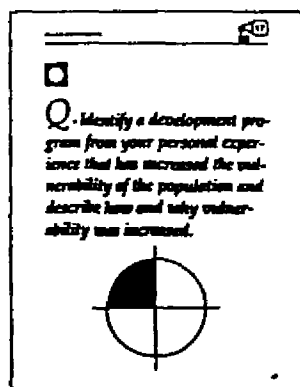 17
Q. Identify a development pro-
gram from your personal exper-
ience that has increased the vul-
nerability of the population and
describe how and why vulner-
ability was increased.